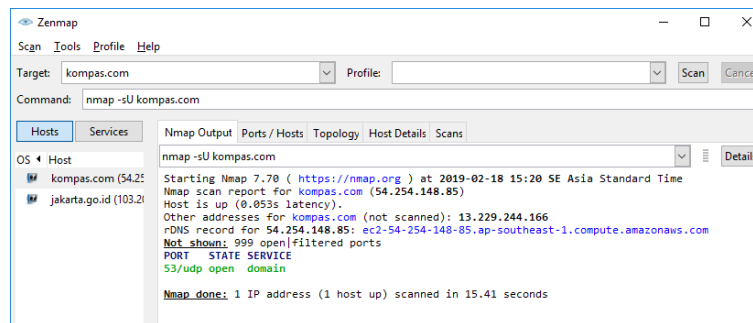 Zenmap
Scan Tools Profile Help
Target: kompas.com Profile: Scan Cance
Command: nmap -sU kompas.com
Hosts Services Nmap Output Ports / Hosts Topology Host Details Scans
OS Host nmap -sU kompas.com Detail
kompas.com (54.25
jakarta.go.id (103.20
Starting Nmap 7.70 ( https://nmap.org ) at 2019-02-18 15:20 SE Asia Standard Time
Nmap scan report for kompas.com (54.254.148.85)
Host is up (0.053s latency).
Other addresses for kompas.com (not scanned): 13.229.244.166
rDNS record for 54.254.148.85: ec2-54-254-148-85.ap-southeast-1.compute.amazonaws.com
Not shown: 999 open|filtered ports
PORT STATE SERVICE
53/udp open domain
Nmap done: 1 IP address (1 host up) scanned in 15.41 seconds